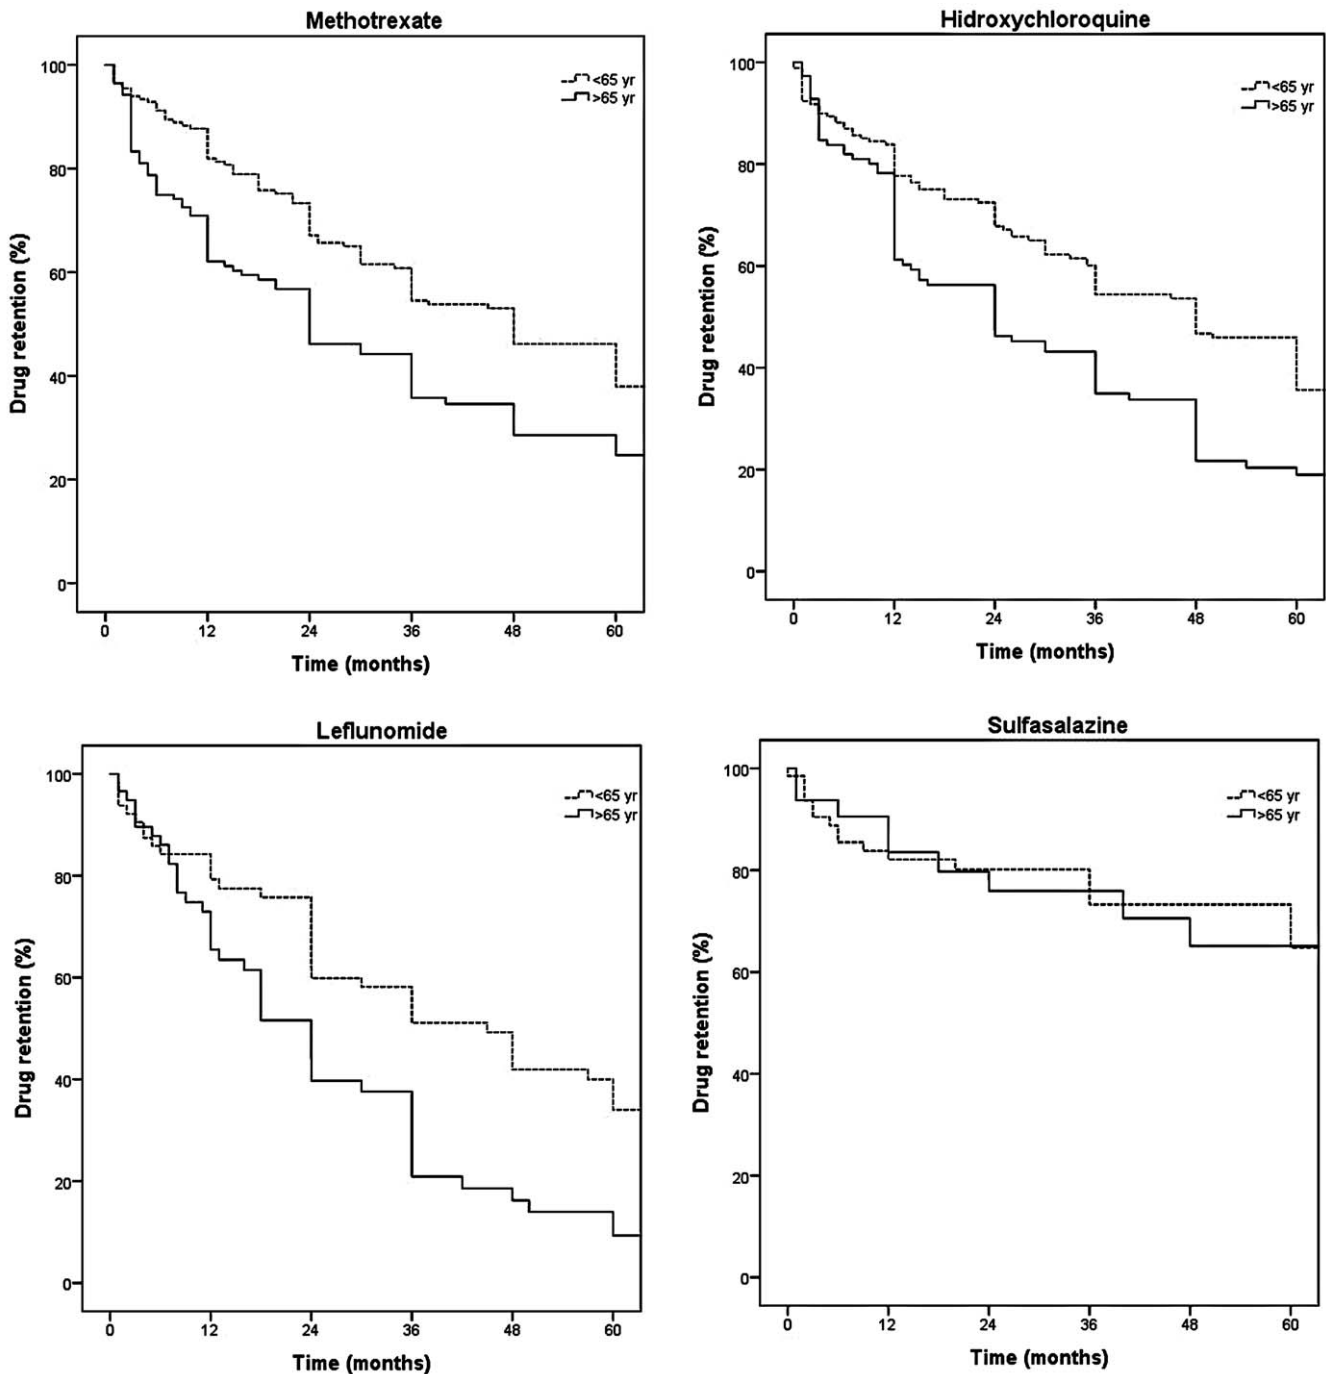 Methotrexate
<65 yr
>65 yr
100
80
60
40
20
0
Drug retention (%)
0 12 24 36 48 60
Time (months)
Hidroxychloroquine
<65 yr
>65 yr
100
80
60
40
20
0
Drug retention (%)
0 12 24 36 48 60
Time (months)
Leflunomide
<65 yr
>65 yr
100
80
60
40
20
0
Drug retention (%)
0 12 24 36 48 60
Time (months)
Sulfasalazine
<65 yr
>65 yr
100
80
60
40
20
0
Drug retention (%)
0 12 24 36 48 60
Time (months)